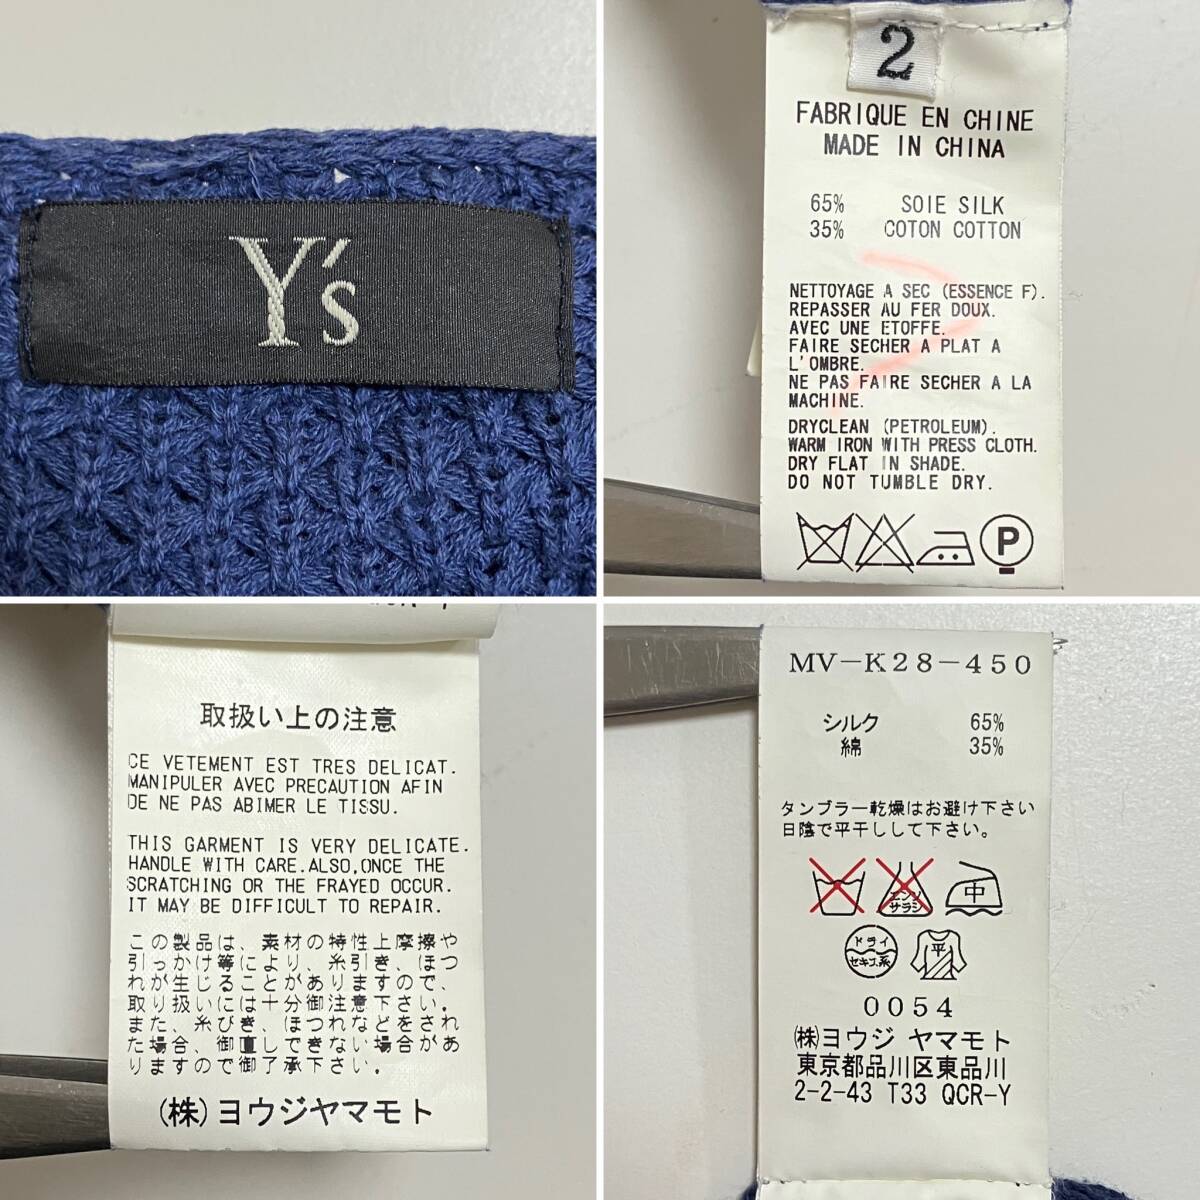 Y's
2
FABRIQUE EN CHINE
MADE IN CHINA
65% SOIE SILK
35% COTON COTTON
NETTOYAGE A SEC (ESSENCE F).
REPASSER AU FER DOUX.
AVEC UNE ETOFFE.
FAIRE SECHER A PLAT A
L'OMBRE.
NE PAS FAIRE SECHER A LA
MACHINE.
DRYCLEAN (PETROLEUM).
WARM IRON WITH PRESS CLOTH.
DRY FLAT IN SHADE.
DO NOT TUMBLE DRY.
P
取扱い上の注意
CE VETEMENT EST TRES DELICAT.
MANIPULER AVEC PRECAUTION AFIN
DE NE PAS ABIMER LE TISSU.
THIS GARMENT IS VERY DELICATE.
HANDLE WITH CARE.ALSO,ONCE THE
SCRATCHING OR THE FRAYED OCCUR.
IT MAY BE DIFFICULT TO REPAIR.
この製品は、素材の特性上摩擦や
引っかけ等により、糸引き、ほつ
れが生じることがありますので、
取り扱いには十分御注意下さい。
また、糸びき、ほつれなどをされ
た場合、御直しできない場合があ
りますので御了承下さい。
(株)ヨウジヤマモト
MV-K28-450
シルク 65%
綿 35%
タンブラー乾燥はお避け下さい
日陰で平干しして下さい。
エンソ
サラシ
中
ドライ
セキユ系
平
0054
(株)ヨウジ ヤマモト
東京都品川区東品川
2-2-43 T33 QCR-Y